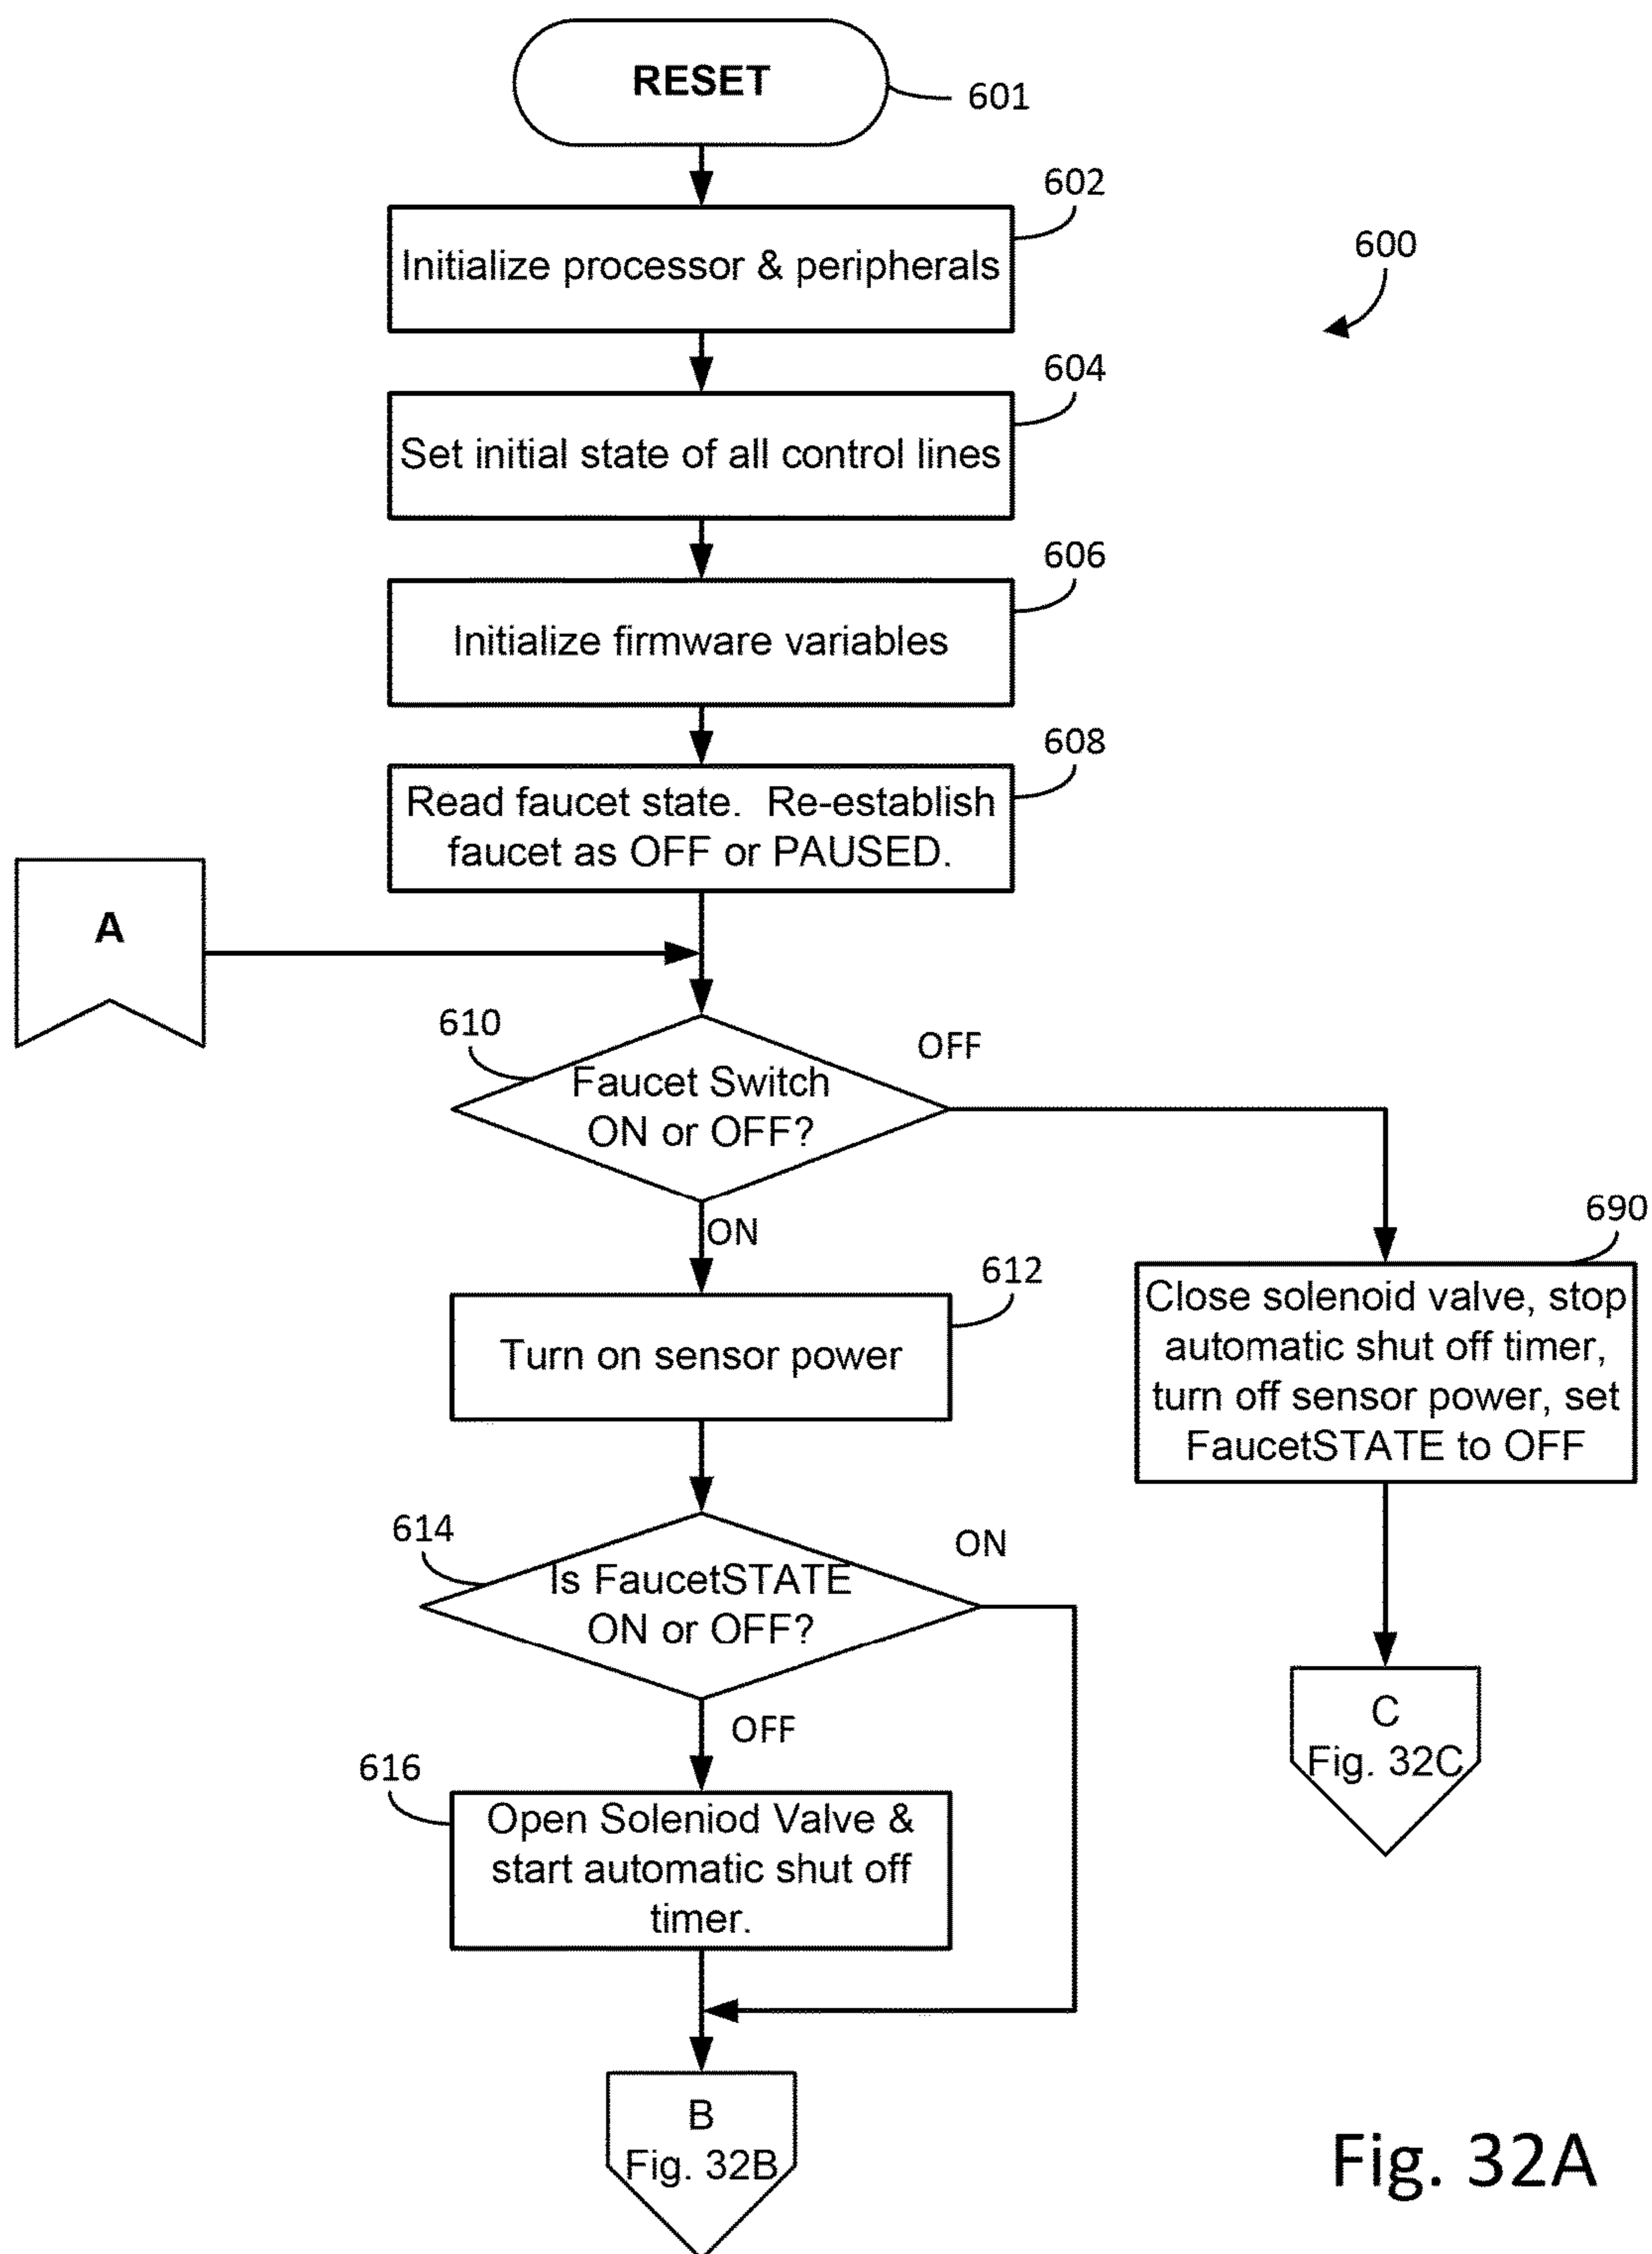 RESET
601
602
Initialize processor & peripherals
600
604
Set initial state of all control lines
606
Initialize firmware variables
608
Read faucet state. Re-establish
faucet as OFF or PAUSED.
A
610
OFF
Faucet Switch
ON or OFF?
ON
690
612
Close solenoid valve, stop
automatic shut off timer,
turn off sensor power, set
FaucetSTATE to OFF
Turn on sensor power
614
ON
Is FaucetSTATE
ON or OFF?
OFF
C
Fig. 32C
616
Open Soleniod Valve &
start automatic shut off
timer.
B
Fig. 32B
Fig. 32A